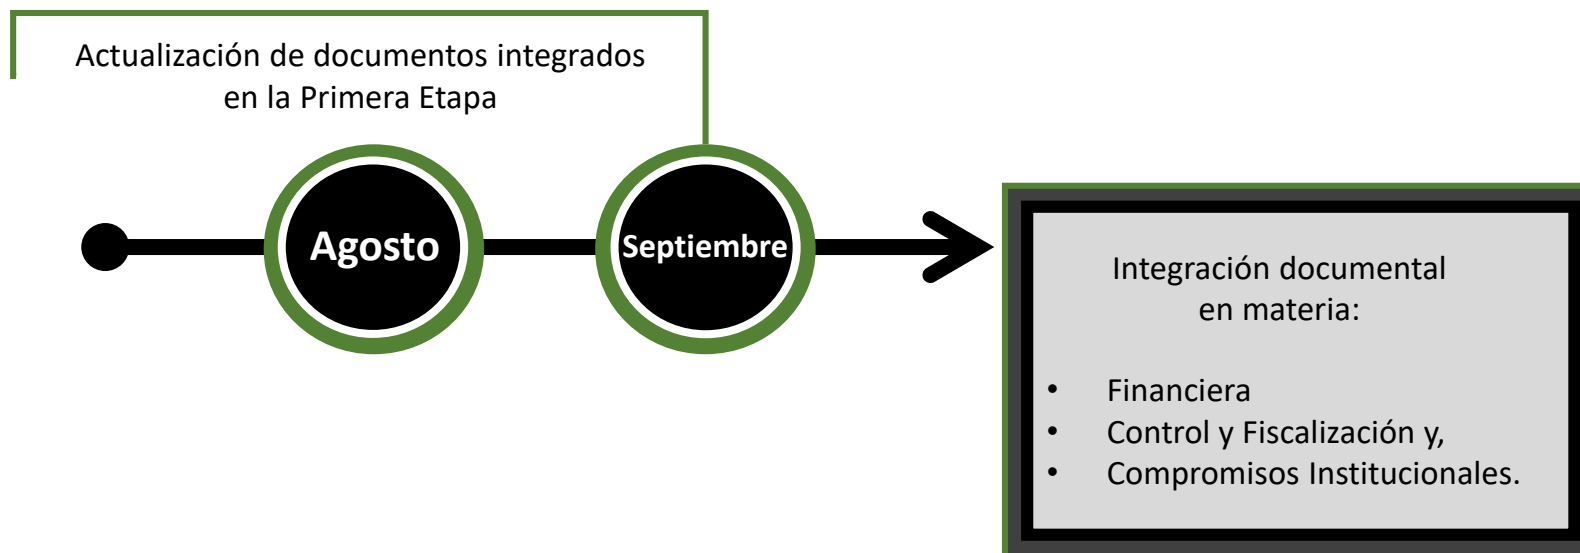 Actualización de documentos integrados
en la Primera Etapa
Agosto
Septiembre
Integración documental
en materia:
• Financiera
• Control y Fiscalización y,
• Compromisos Institucionales.